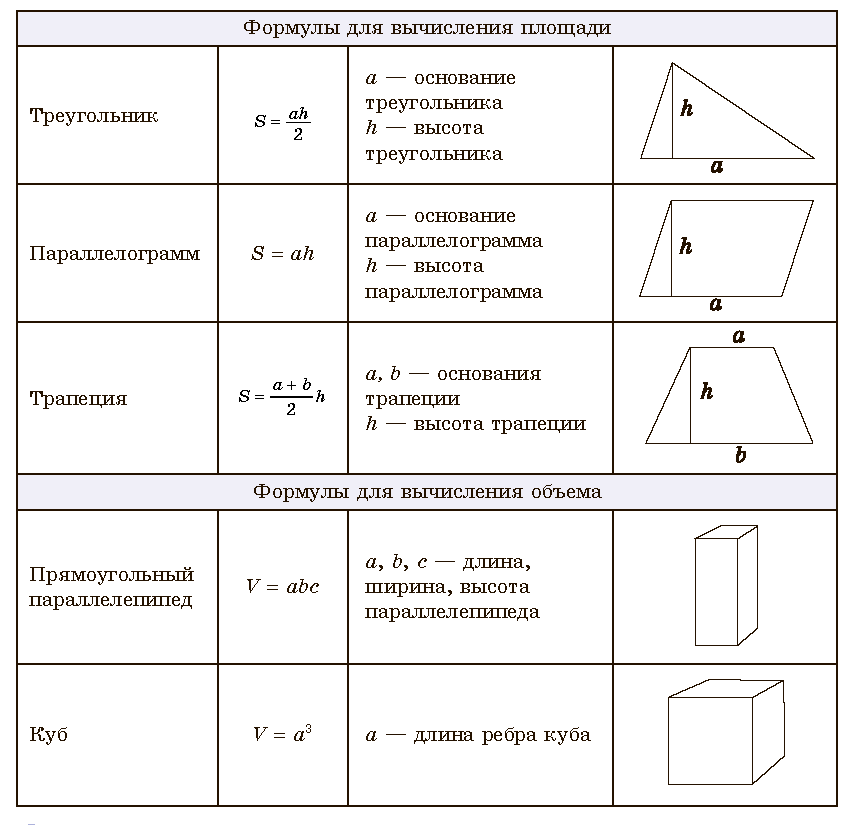 Формулы для вычисления площади
Треугольник
S = ah/2
a — основание
треугольника
h — высота
треугольника
h
a
Параллелограмм
S = ah
a — основание
параллелограмма
h — высота
параллелограмма
h
a
Трапеция
S = a + b/2 h
a, b — основания
трапеции
h — высота трапеции
a
h
b
Формулы для вычисления объема
Прямоугольный
параллелепипед
V = abc
a, b, c — длина,
ширина, высота
параллелепипеда
Куб
V = a³
a — длина ребра куба